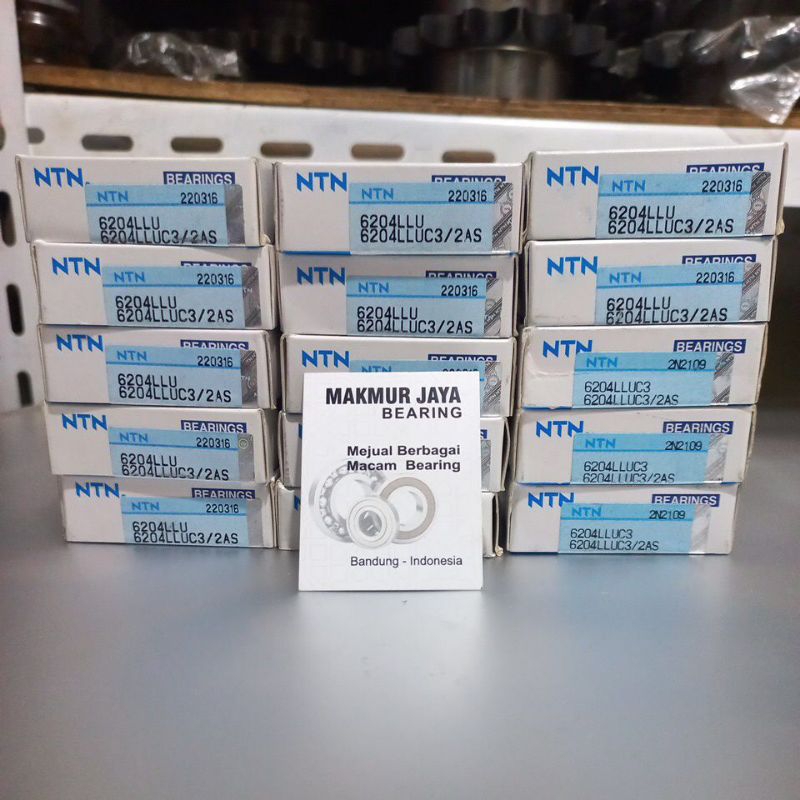 NTN. BEARINGS
NTN 220316
6204LLU
6204LLUC3/2AS
NTN BEARINGS
NTN 220316
6204LLU
6204LLUC3/2AS
NTN BEARINGS
NTN 220316
6204LLU
6204LLUC3/2AS
NTN
NTN 220316
6204LLU
6204LLUC3/2AS
NTN BEARINGS
NTN 220316
6204LLU
6204LLUC3/2AS
NTN BEARINGS
NTN 220316
6204LLU
6204LLUC3/2AS
NTN BEARINGS
NTN 220316
6204LLU
6204LLUC3/2AS
NTN BEARINGS
NTN BEARINGS
NTN 2N2109
6204LLUC3
6204LLUC3/2AS
NTN BEARINGS
NTN 220316
6204LLU
6204LLUC3/2AS
NTN BEARINGS
NTN 2N2109
6204LLUC3
6204LLUC3/2AS
NTN BEARINGS
NTN 220316
6204LLU
6204LLUC3/2AS
NTN BEARINGS
NTN 2N2109
6204LLUC3
6204LLUC3/2AS
MAKMUR JAYA
BEARING
Mejual Berbagai
Macam Bearing
Bandung - Indonesia